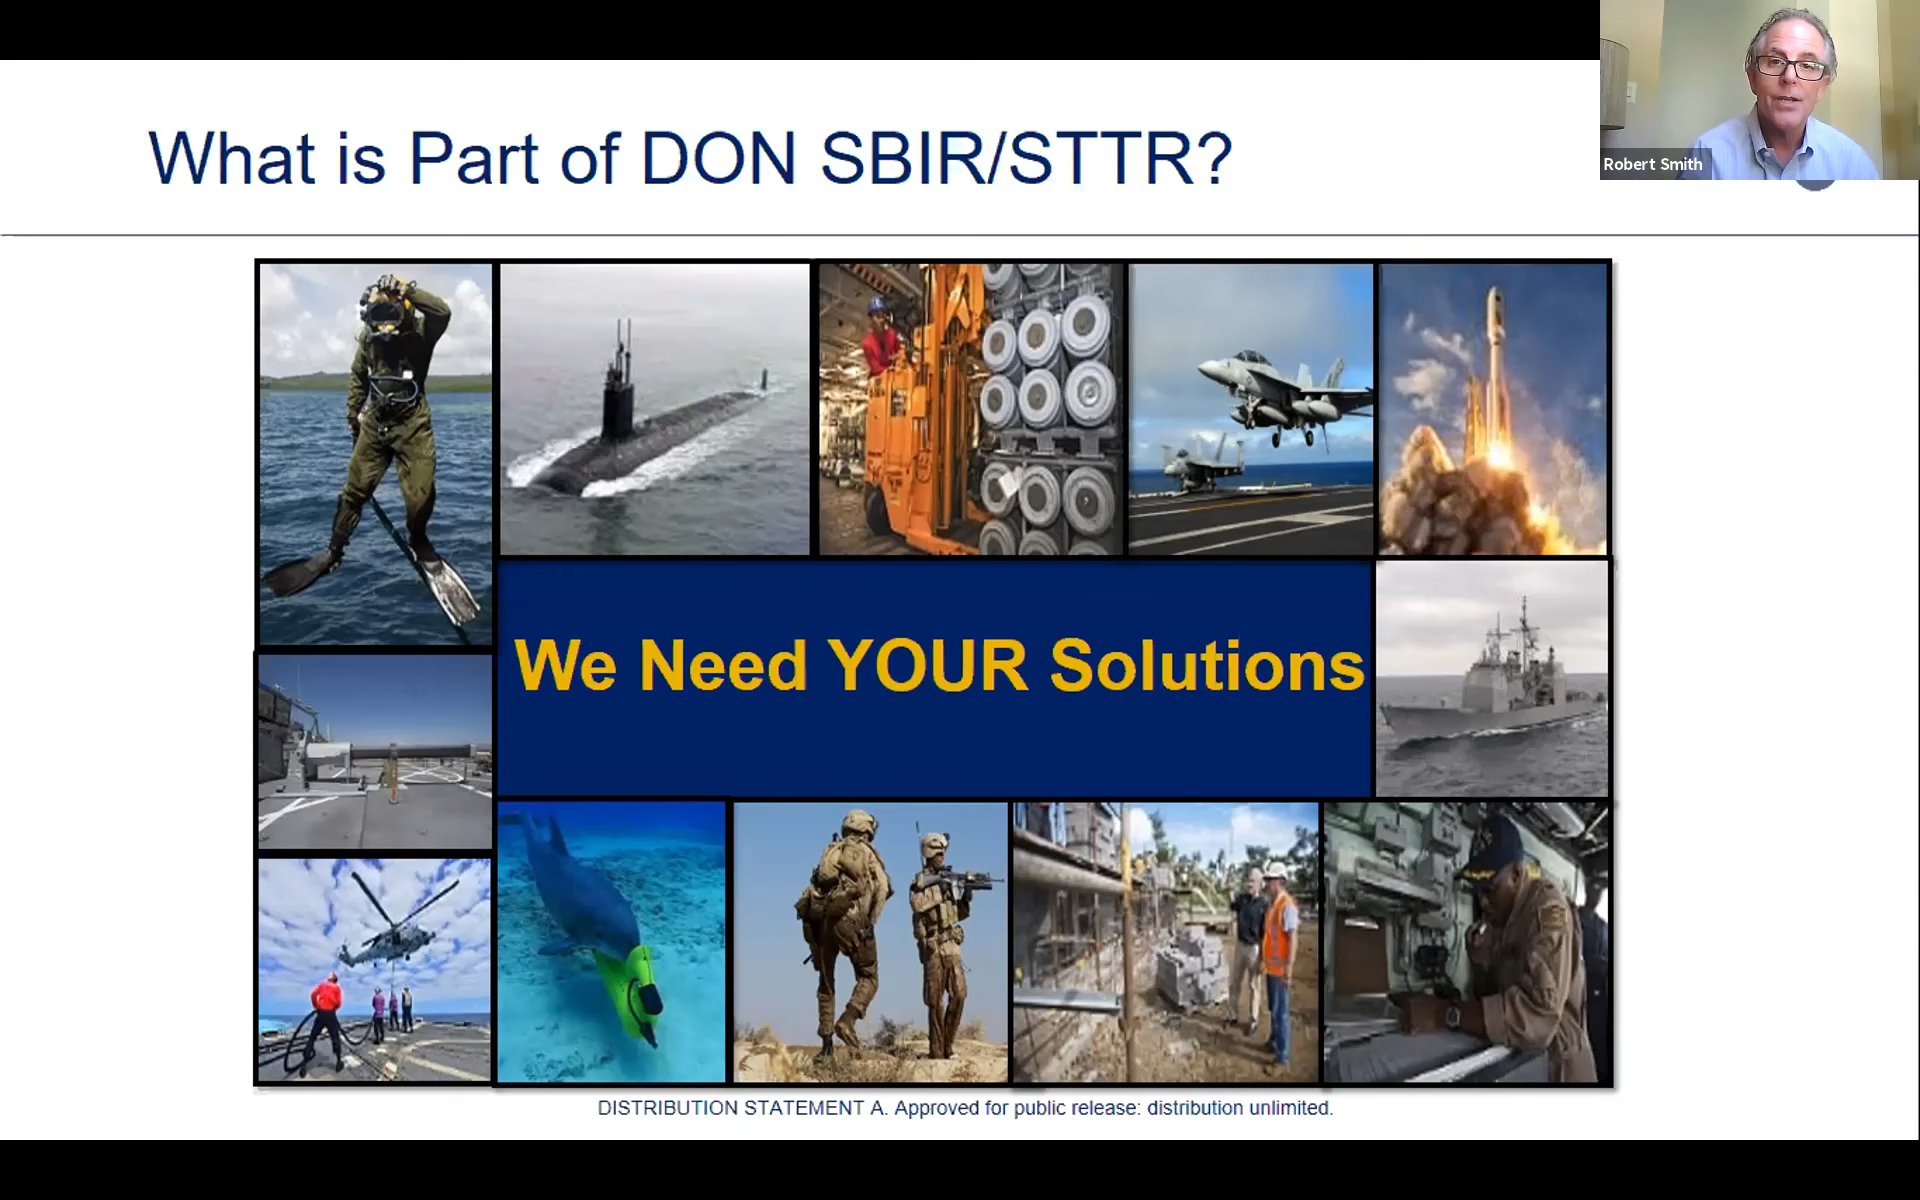 What is Part of DON SBIR/STTR?
Robert Smith
We Need YOUR Solutions
DISTRIBUTION STATEMENT A. Approved for public release: distribution unlimited.